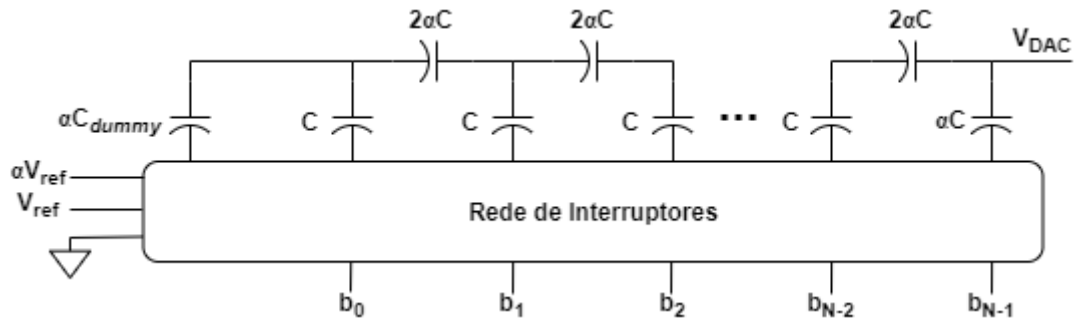 2αC 2αC 2αC
V_DAC
αC_dummy C C C ... C αC
αV_ref
V_ref
Rede de Interruptores
b_0 b_1 b_2 b_N-2 b_N-1